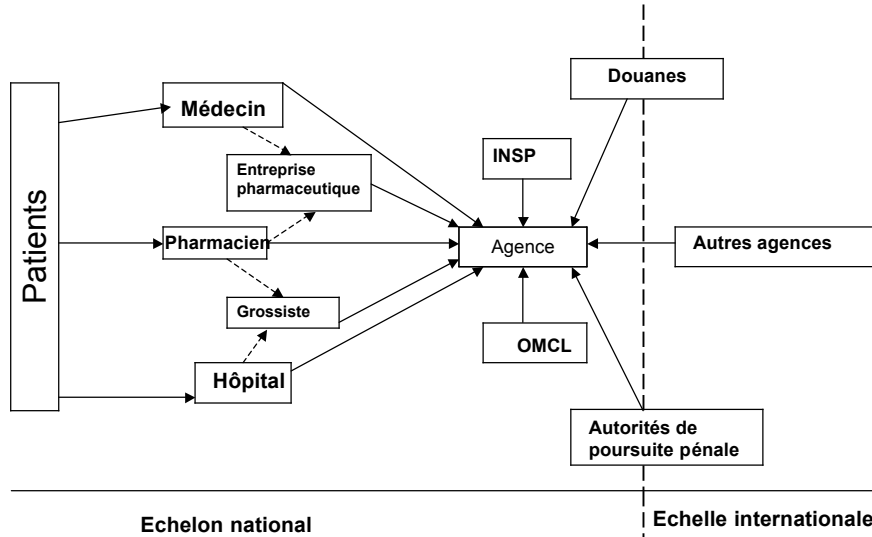 Patients
Médecin
Entreprise
pharmaceutique
Pharmacien
Grossiste
Hôpital
INSP
Agence
OMCL
Douanes
Autres agences
Autorités de
poursuite pénale
Echelon national
Echelle internationale